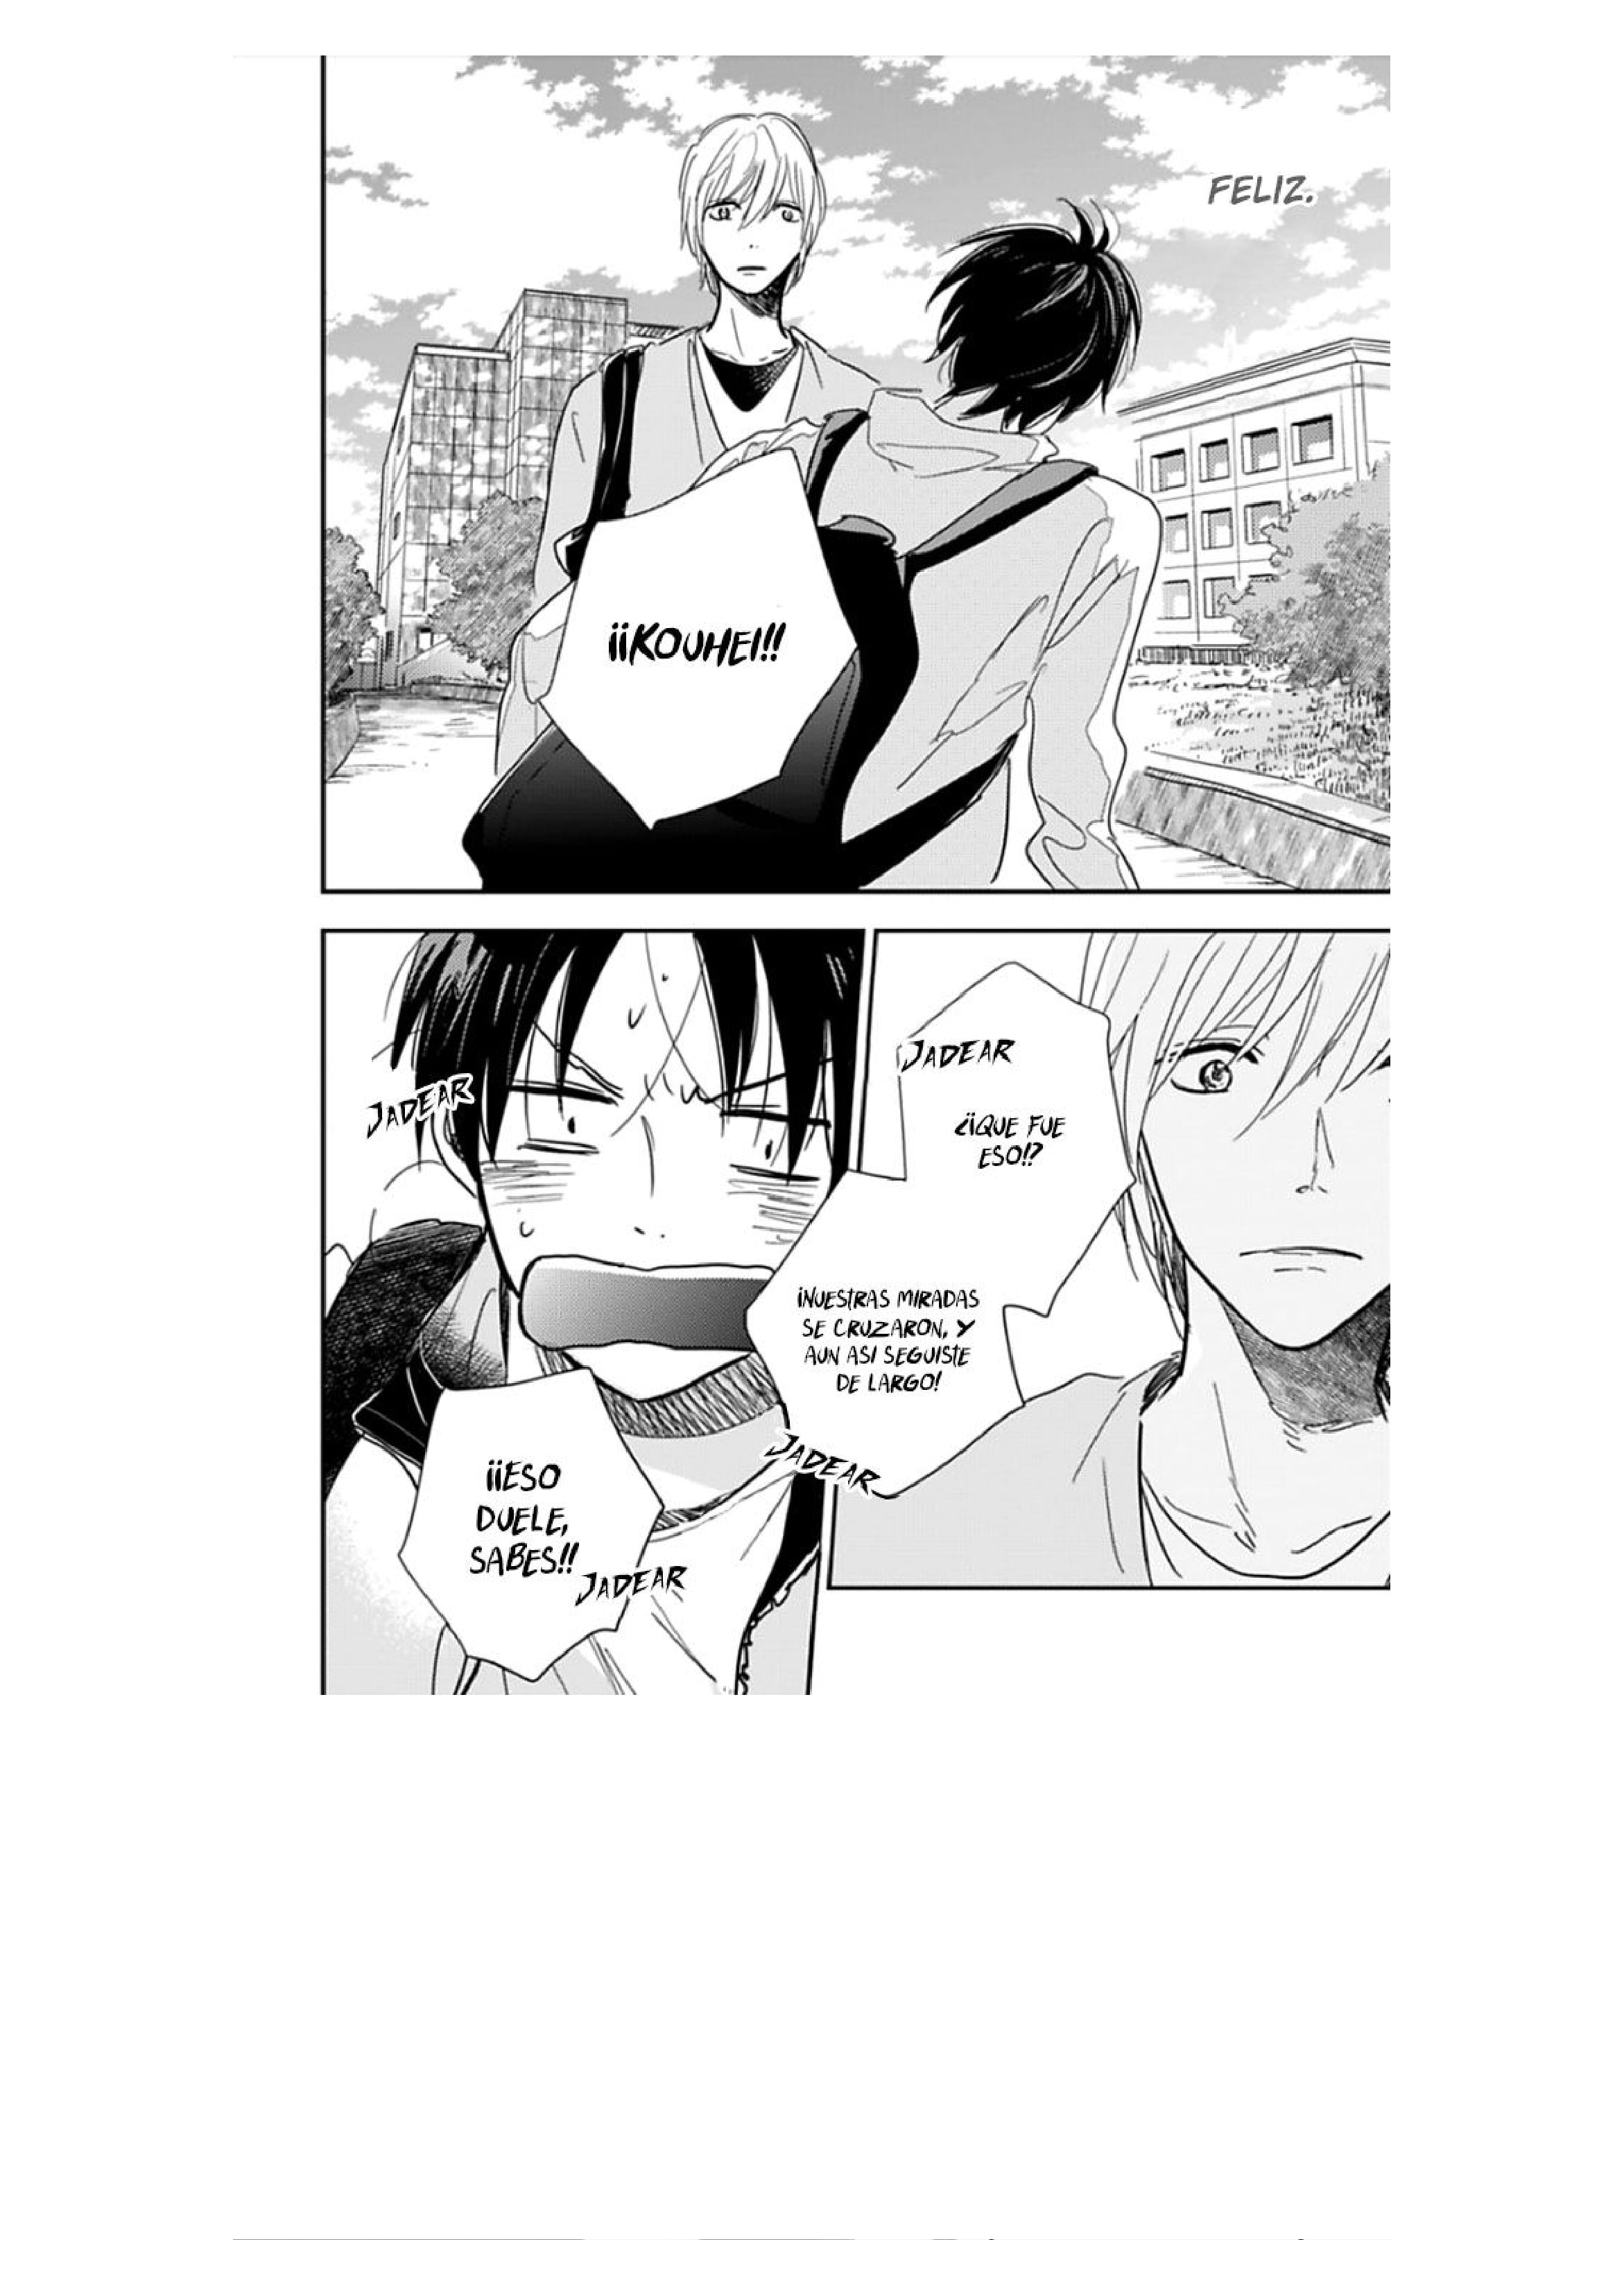 FELIZ.
¡¡KOUHEI!!
JADEAR
¿¡QUE FUE
ESO!?
¡NUESTRAS MIRADAS
SE CRUZARON, Y
AUN ASI SEGUISTE
DE LARGO!
JADEAR
JADEAR
¡¡ESO
DUELE,
SABES!!
JADEAR